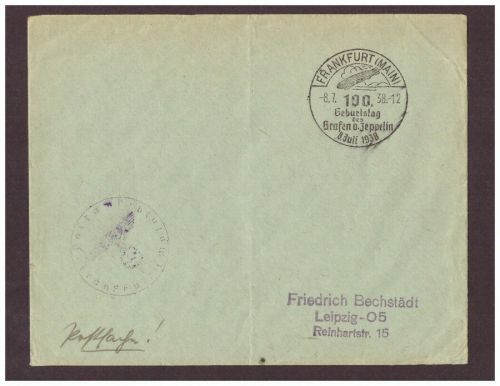 FRANKFURT (MAIN)
-8.7. 38.-12
100.
Geburtstag
des
Grafen v. Zeppelin
8. Juli 1938
Friedrich Bechstädt
Leipzig-O5
Reinhartstr. 15
Postsache!